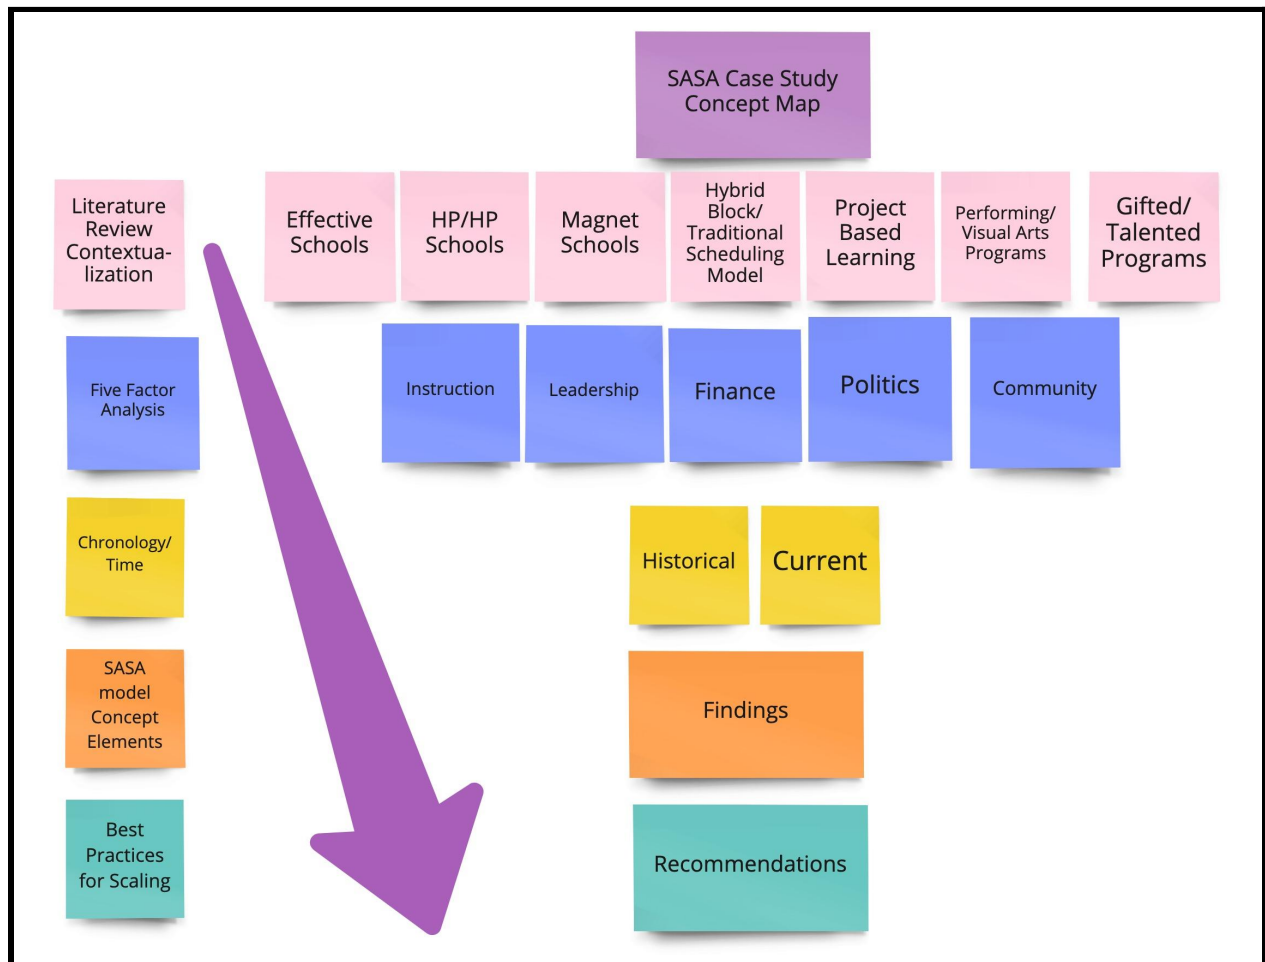 SASA Case Study
Concept Map
Literature
Review
Contextua-
lization
Effective
Schools
HP/HP
Schools
Magnet
Schools
Hybrid
Block/
Traditional
Scheduling
Model
Project
Based
Learning
Performing/
Visual Arts
Programs
Gifted/
Talented
Programs
Five Factor
Analysis
Instruction
Leadership
Finance
Politics
Community
Chronology/
Time
Historical
Current
SASA
model
Concept
Elements
Findings
Best
Practices
for Scaling
Recommendations